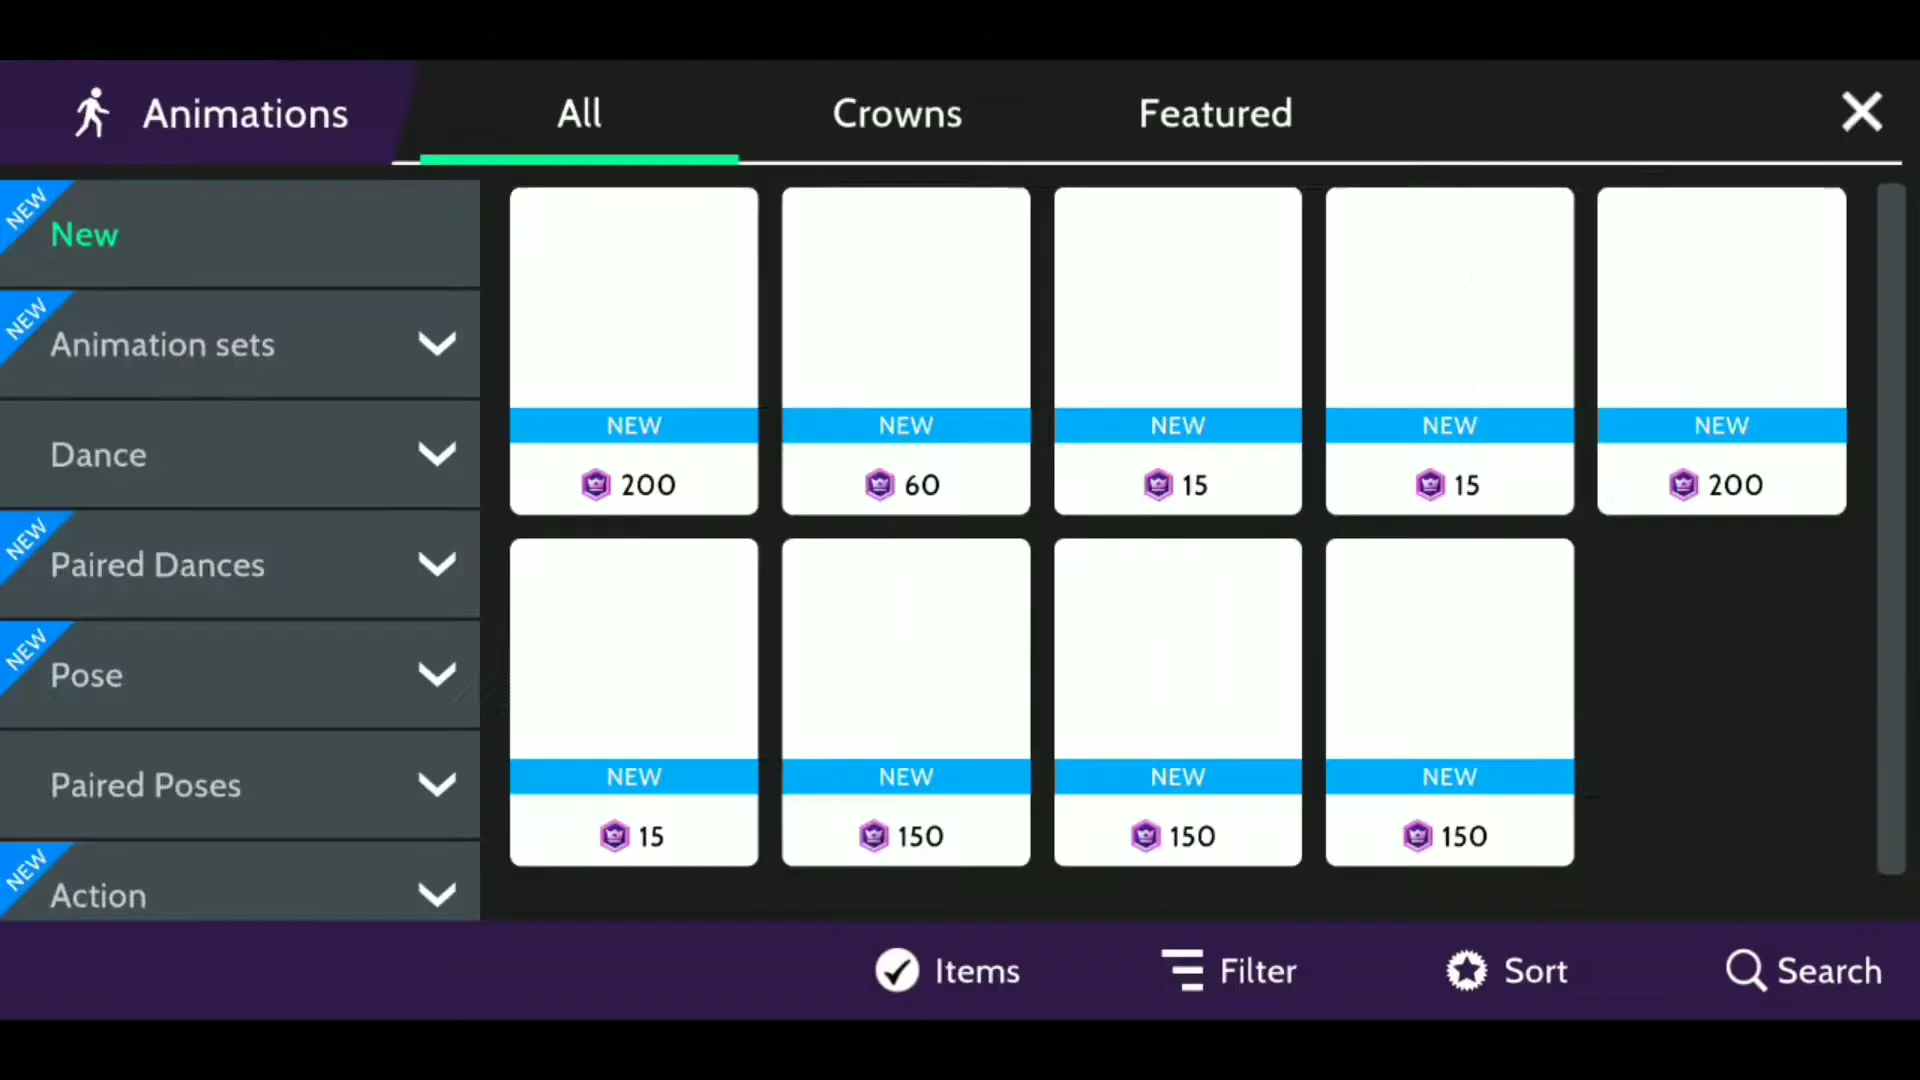 Animations
All
Crowns
Featured
NEW
New
NEW
Animation sets
Dance
NEW
Paired Dances
NEW
Pose
Paired Poses
NEW
Action
NEW
200
NEW
60
NEW
15
NEW
15
NEW
200
NEW
15
NEW
150
NEW
150
NEW
150
Items
Filter
Sort
Search